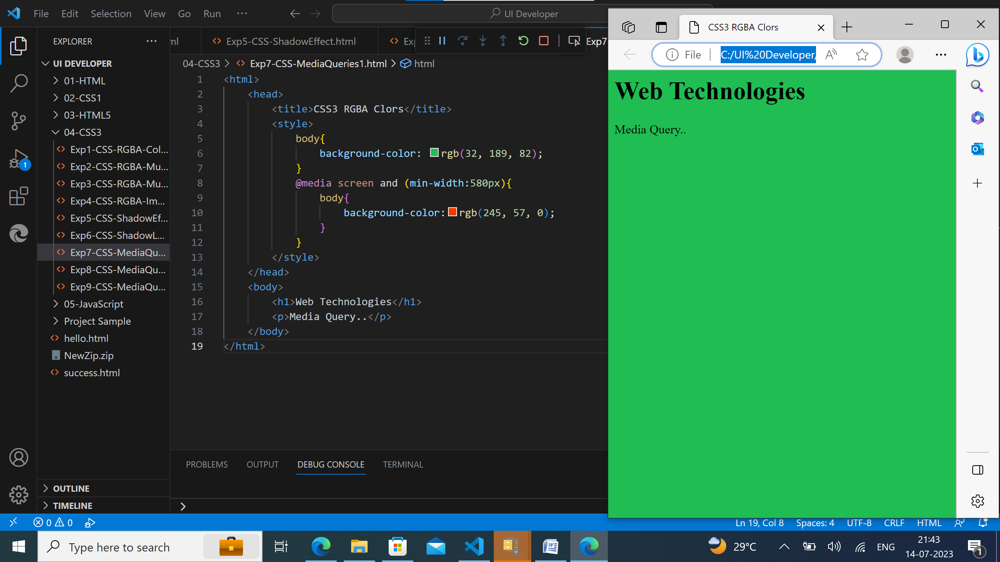 File Edit Selection View Go Run ···
UI Developer
EXPLORER
ml
Exp5-CSS-ShadowEffect.html
Exp
Exp7-
UI DEVELOPER
01-HTML
02-CSS1
03-HTML5
04-CSS3
Exp1-CSS-RGBA-Col...
Exp2-CSS-RGBA-Mu...
Exp3-CSS-RGBA-Mu...
Exp4-CSS-RGBA-Im...
Exp5-CSS-ShadowEf...
Exp6-CSS-ShadowL...
Exp7-CSS-MediaQu...
Exp8-CSS-MediaQu...
Exp9-CSS-MediaQu...
05-JavaScript
Project Sample
hello.html
NewZip.zip
success.html
OUTLINE
TIMELINE
1
04-CSS3 > Exp7-CSS-MediaQueries1.html > html
1 <html>
2 <head>
3 <title>CSS3 RGBA Clors</title>
4 <style>
5 body{
6 background-color: rgb(32, 189, 82);
7 }
8 @media screen and (min-width:580px){
9 body{
10 background-color:rgb(245, 57, 0);
11 }
12 }
13 </style>
14 </head>
15 <body>
16 <h1>Web Technologies</h1>
17 <p>Media Query..</p>
18 </body>
19 </html>
PROBLEMS OUTPUT DEBUG CONSOLE TERMINAL
>
CSS3 RGBA Clors
File C:/UI%20Developer/
Web Technologies
Media Query..
0 0
Ln 19, Col 8 Spaces: 4 UTF-8 CRLF HTML
Type here to search
29°C
ENG
21:43
14-07-2023
1